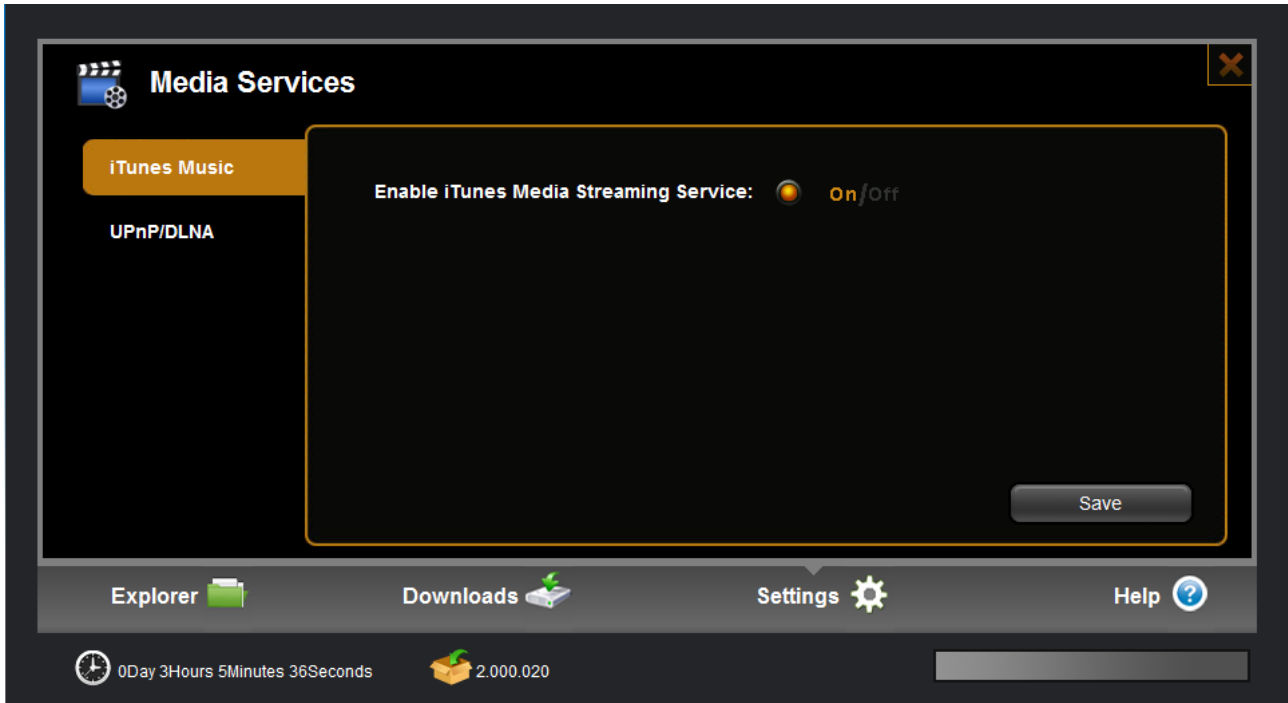 Media Services
iTunes Music
Enable iTunes Media Streaming Service: On/Off
UPnP/DLNA
Save
Explorer Downloads Settings Help
0Day 3Hours 5Minutes 36Seconds 2.000.020